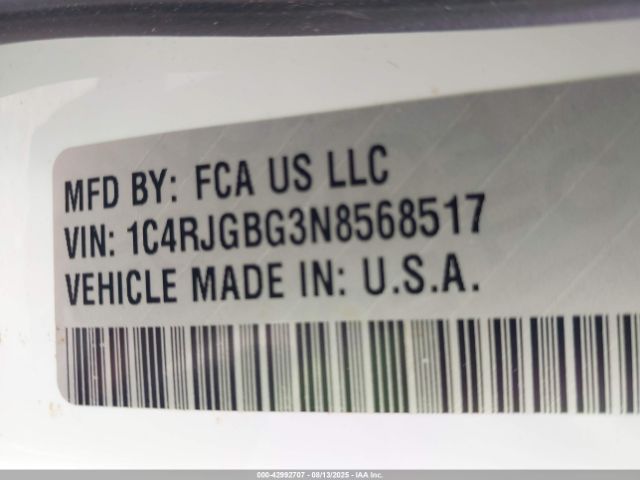 MFD BY: FCA US LLC
VIN: 1C4RJGBG3N8568517
VEHICLE MADE IN: U.S.A.
000-42992707 - 08/13/2025 - IAA Inc.